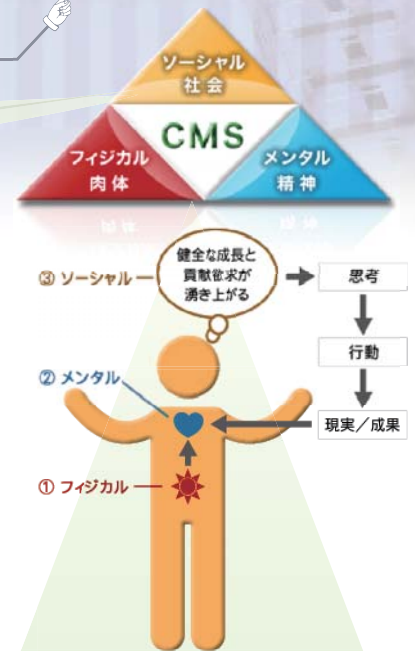 ソーシャル
社会
CMS
フィジカル
肉体
メンタル
精神
健全な成長と
貢献欲求が
湧き上がる
③ ソーシャル
思考
行動
② メンタル
現実／成果
① フィジカル